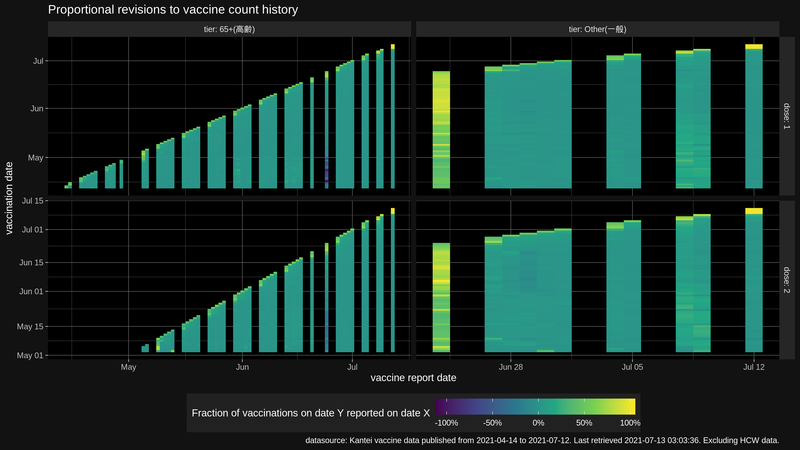 Proportional revisions to vaccine count history
tier: 65+(高齢)
tier: Other(一般)
Jul
Jun
May
dose: 1
vaccination date
Jul 15
Jul 01
Jun 15
Jun 01
May 15
May 01
dose: 2
May
Jun
Jul
Jun 28
Jul 05
Jul 12
vaccine report date
Fraction of vaccinations on date Y reported on date X
-100%
-50%
0%
50%
100%
datasource: Kantei vaccine data published from 2021-04-14 to 2021-07-12. Last retrieved 2021-07-13 03:03:36. Excluding HCW data.